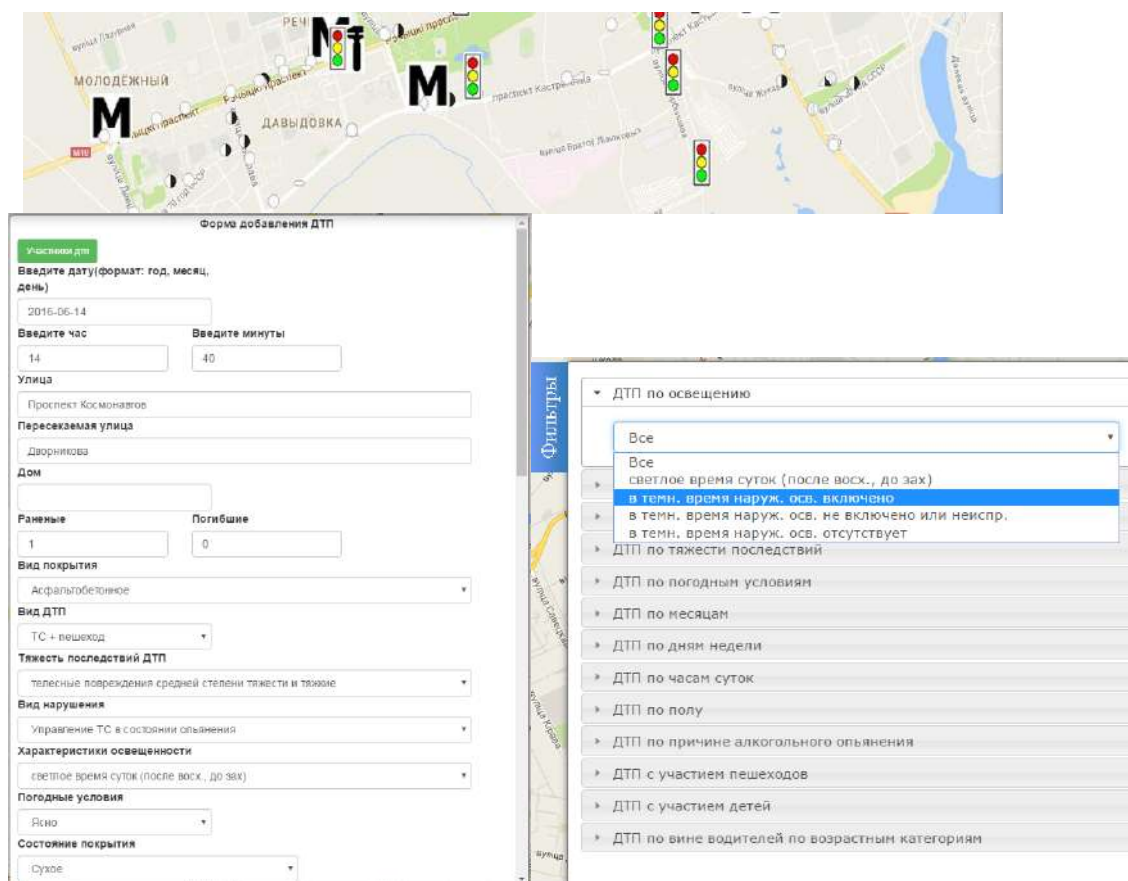 МОЛОДЁЖНЫЙ
ДАВЫДОВКА
M10
Форма добавления ДТП
Участники дтп
Введите дату(формат: год, месяц,
день)
2016-06-14
Введите час Введите минуты
14 40
Улица
Проспект Космонавтов
Пересекаемая улица
Дворникова
Дом
Раненые Погибшие
1 0
Вид покрытия
Асфальтобетонное
Вид ДТП
ТС + пешеход
Тяжесть последствий ДТП
телесные повреждения средней степени тяжести и тяжкие
Вид нарушения
Управление ТС в состоянии опьянения
Характеристики освещенности
светлое время суток (после восх., до зах)
Погодные условия
Ясно
Состояние покрытия
Сухое
Фильтры
ДТП по освещению
Все
Все
светлое время суток (после восх., до зах)
в темн. время наруж. осв. включено
в темн. время наруж. осв. не включено или неиспр.
в темн. время наруж. осв. отсутствует
ДТП по тяжести последствий
ДТП по погодным условиям
ДТП по месяцам
ДТП по дням недели
ДТП по часам суток
ДТП по полу
ДТП по причине алкогольного опьянения
ДТП с участием пешеходов
ДТП с участием детей
ДТП по вине водителей по возрастным категориям